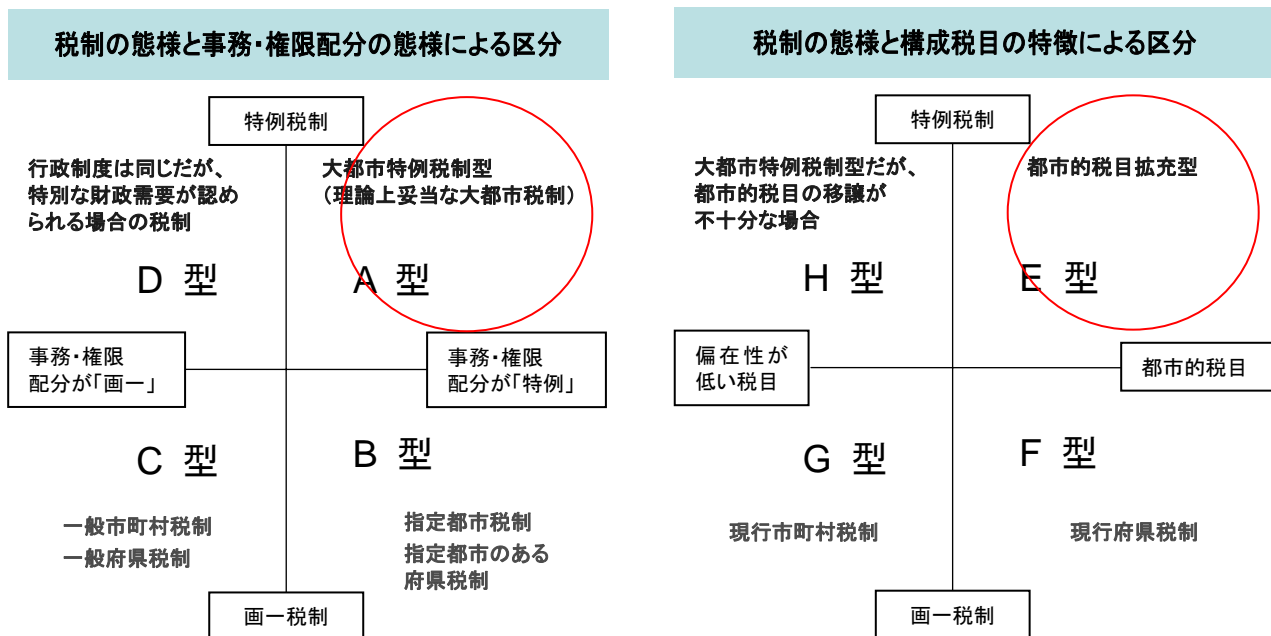 税制の態様と事務・権限配分の態様による区分
特例税制
行政制度は同じだが、
特別な財政需要が認め
られる場合の税制
大都市特例税制型
（理論上妥当な大都市税制）
D 型
A 型
事務・権限
配分が「画一」
事務・権限
配分が「特例」
C 型
B 型
一般市町村税制
一般府県税制
指定都市税制
指定都市のある
府県税制
画一税制
税制の態様と構成税目の特徴による区分
特例税制
大都市特例税制型だが、
都市的税目の移譲が
不十分な場合
都市的税目拡充型
H 型
E 型
偏在性が
低い税目
都市的税目
G 型
F 型
現行市町村税制
現行府県税制
画一税制